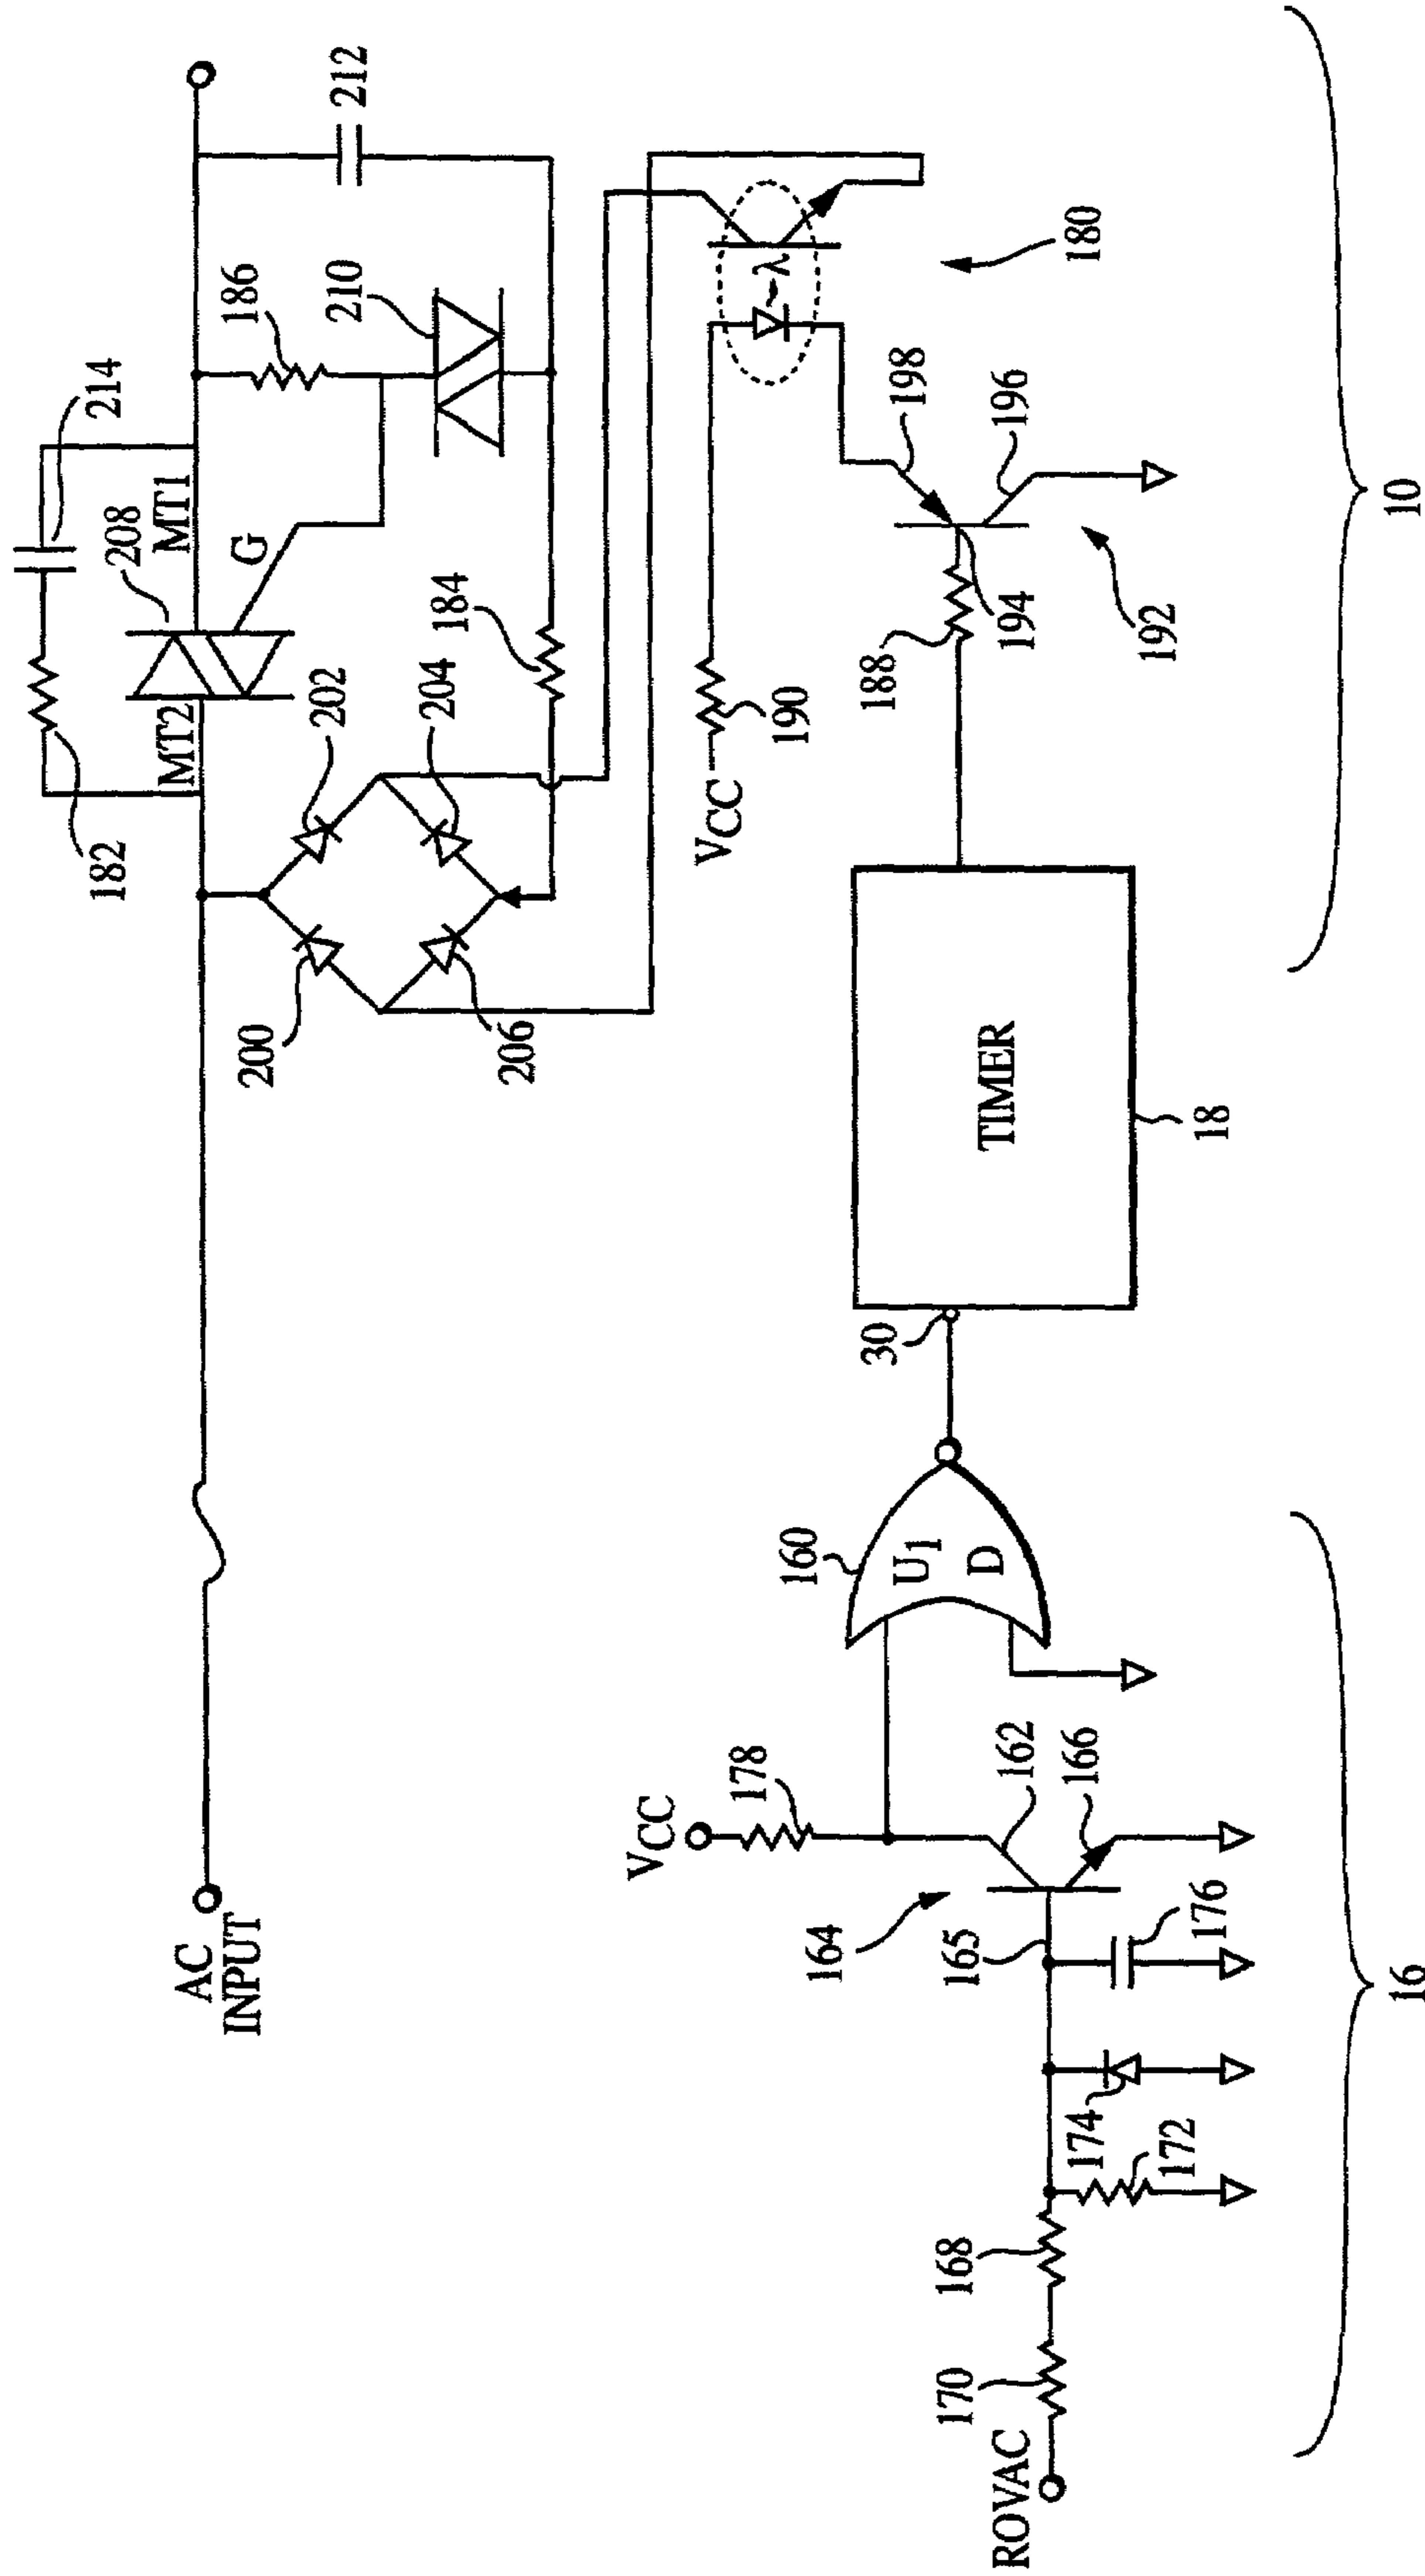 212
186
210
214
208
MT1
G
MT2
182
202
204
184
200
206
V
CC
190
λ
180
198
196
194
188
192
10
AC
INPUT
TIMER
18
30
160
U1
D
VCC
178
162
166
164
165
176
174
172
168
170
ROVAC
16